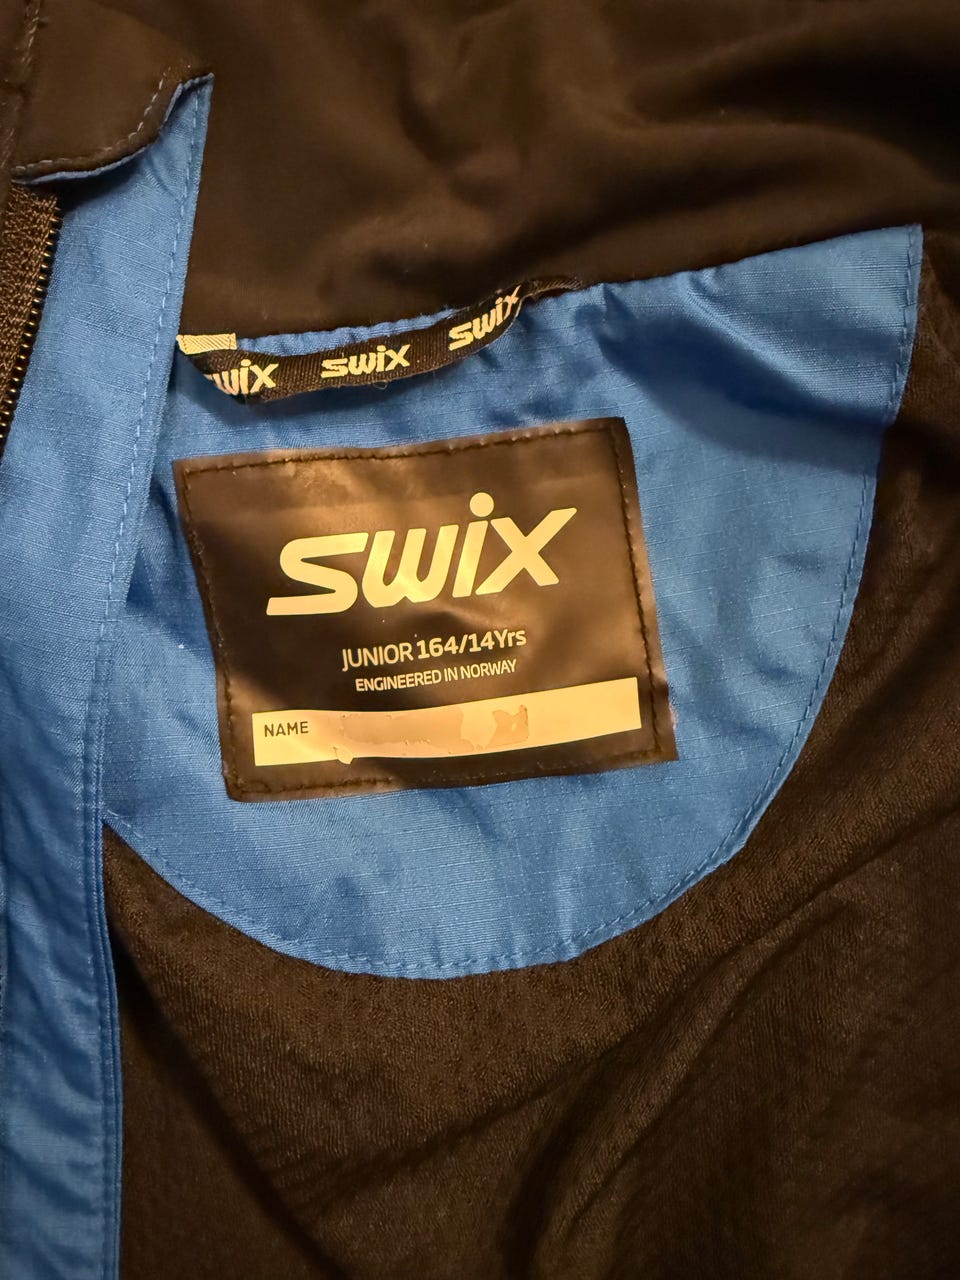 swix swix swix
swix
JUNIOR 164/14Yrs
ENGINEERED IN NORWAY
NAME